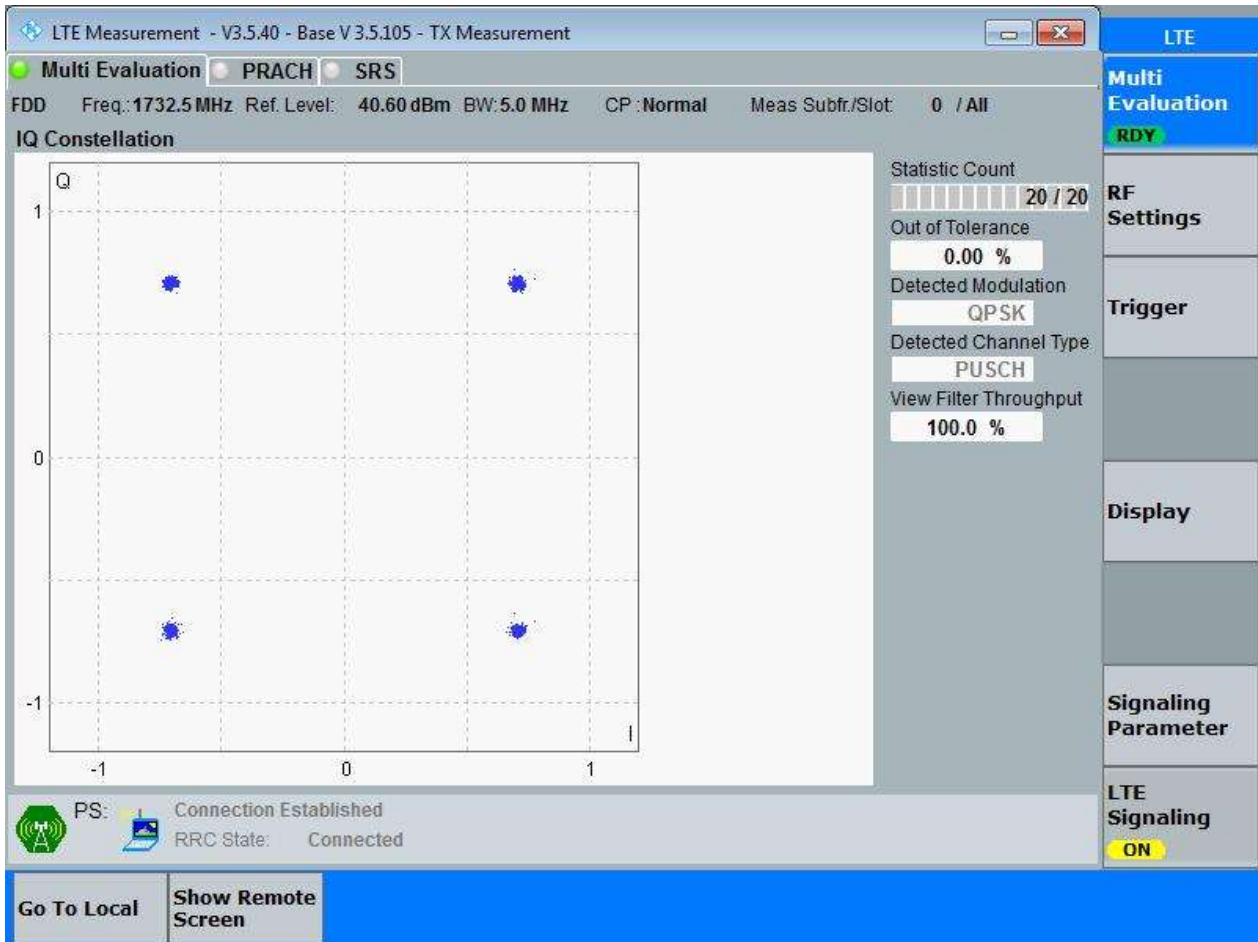 LTE Measurement - V3.5.40 - Base V 3.5.105 - TX Measurement
LTE
Multi Evaluation PRACH SRS
Multi
Evaluation
RDY
FDD Freq.: 1732.5 MHz Ref. Level: 40.60 dBm BW: 5.0 MHz CP : Normal Meas Subfr./Slot: 0 / All
IQ Constellation
Q
1
0
-1
-1 0 1
I
Statistic Count
20 / 20
Out of Tolerance
0.00 %
Detected Modulation
QPSK
Detected Channel Type
PUSCH
View Filter Throughput
100.0 %
RF
Settings
Trigger
Display
Signaling
Parameter
LTE
Signaling
ON
PS: Connection Established
RRC State: Connected
Go To Local
Show Remote
Screen